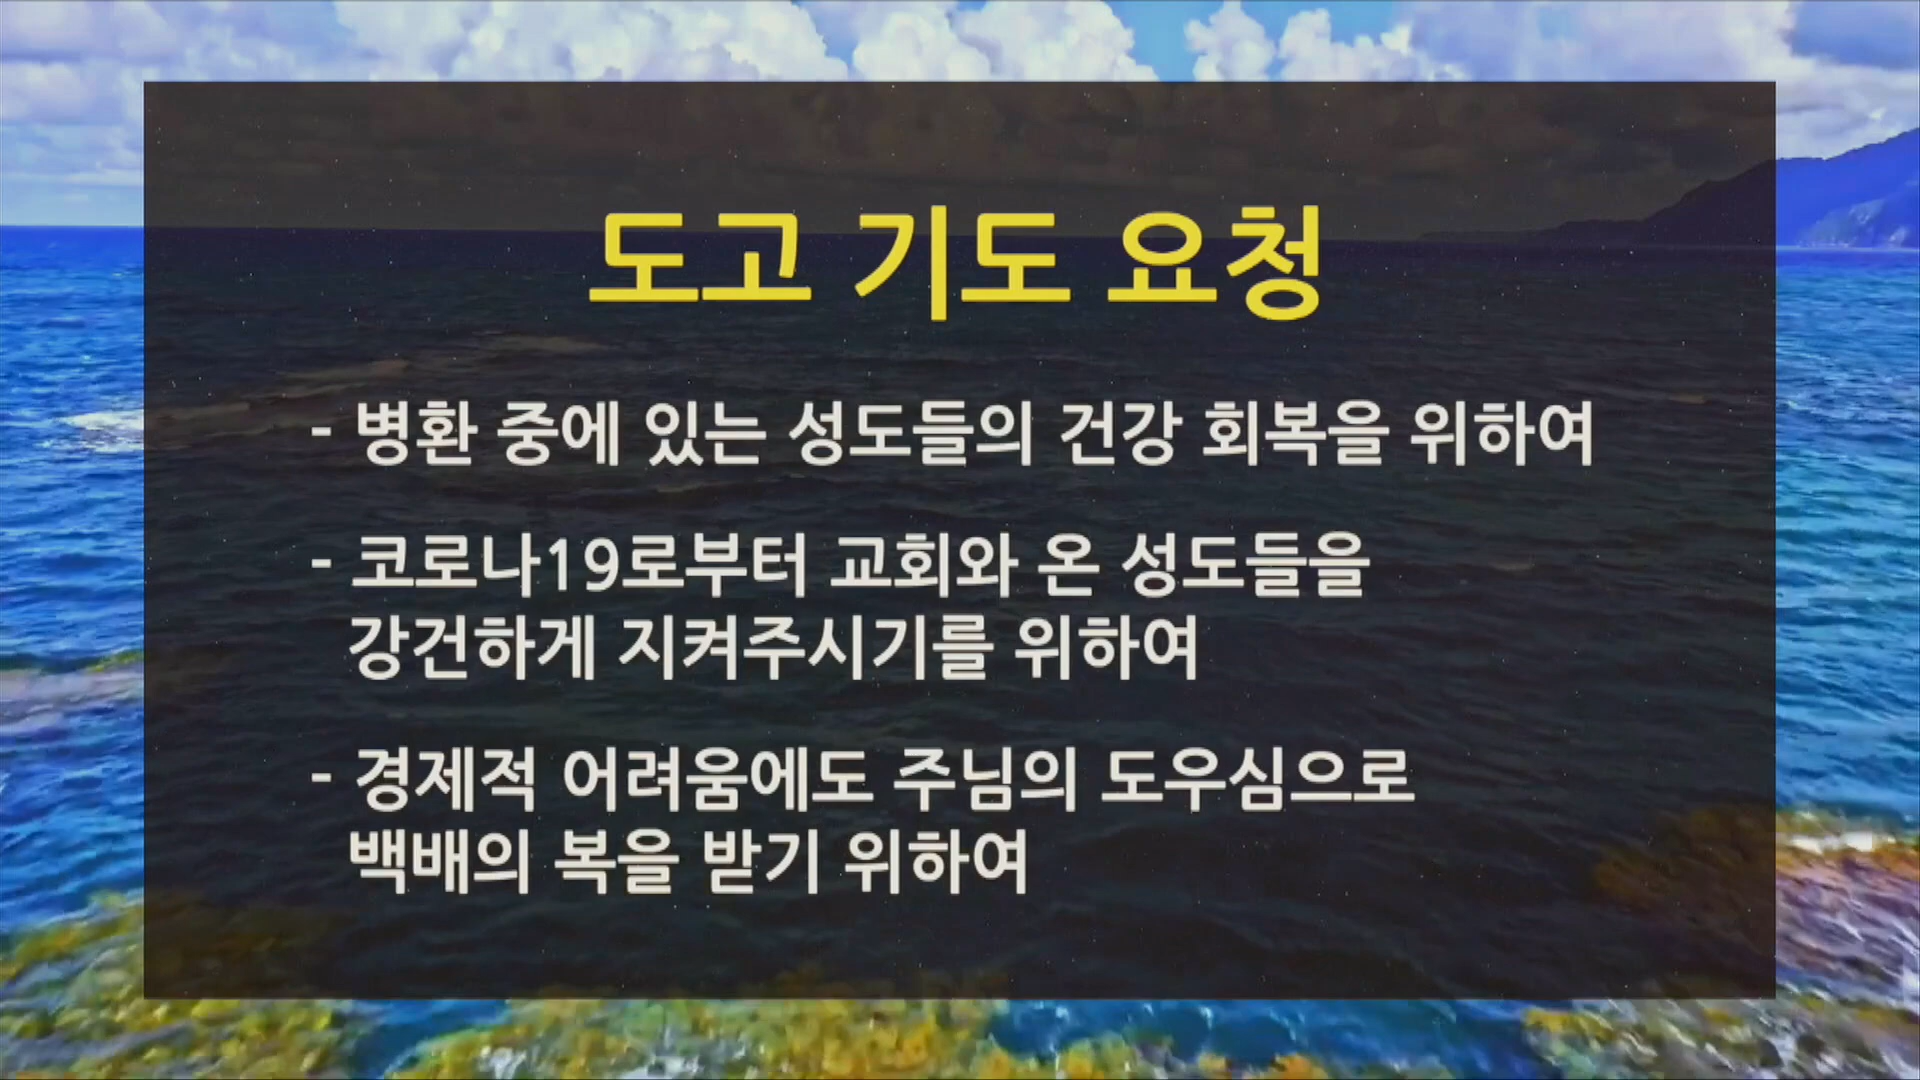 도고 기도 요청
- 병환 중에 있는 성도들의 건강 회복을 위하여
- 코로나19로부터 교회와 온 성도들을
강건하게 지켜주시기를 위하여
- 경제적 어려움에도 주님의 도우심으로
백배의 복을 받기 위하여